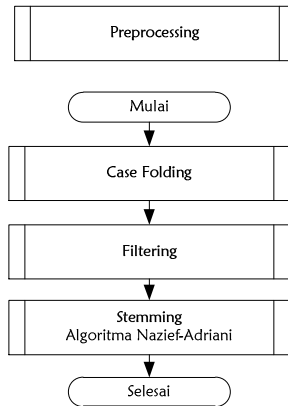 Preprocessing
Mulai
Case Folding
Filtering
Stemming
Algoritma Nazief-Adriani
Selesai